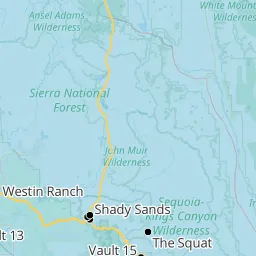 Ansel Adams
Wilderness
White Mount
Wilderness
Sierra National
Forest
John Muir
Wilderness
Westin Ranch
Sequoia-
Kings Canyon
Wilderness
Shady Sands
lt 13
The Squat
Vault 15